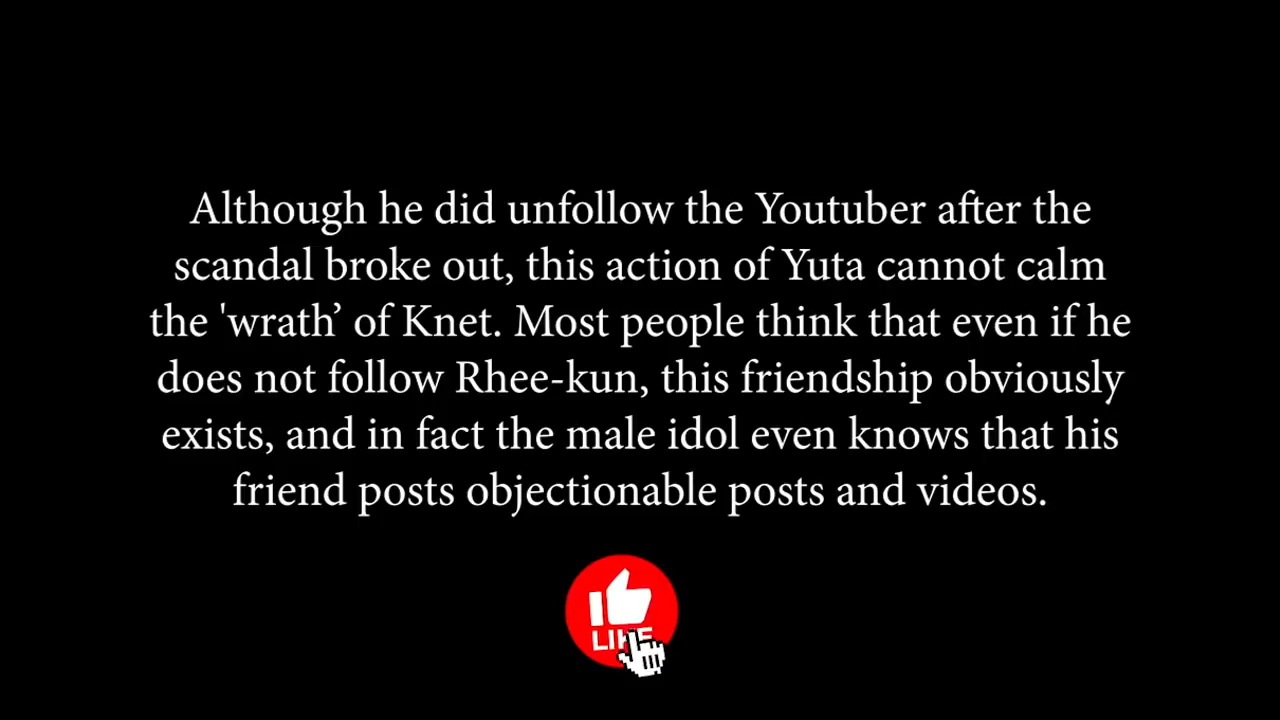 Although he did unfollow the Youtuber after the
scandal broke out, this action of Yuta cannot calm
the 'wrath’ of Knet. Most people think that even if he
does not follow Rhee-kun, this friendship obviously
exists, and in fact the male idol even knows that his
friend posts objectionable posts and videos.
LIKE